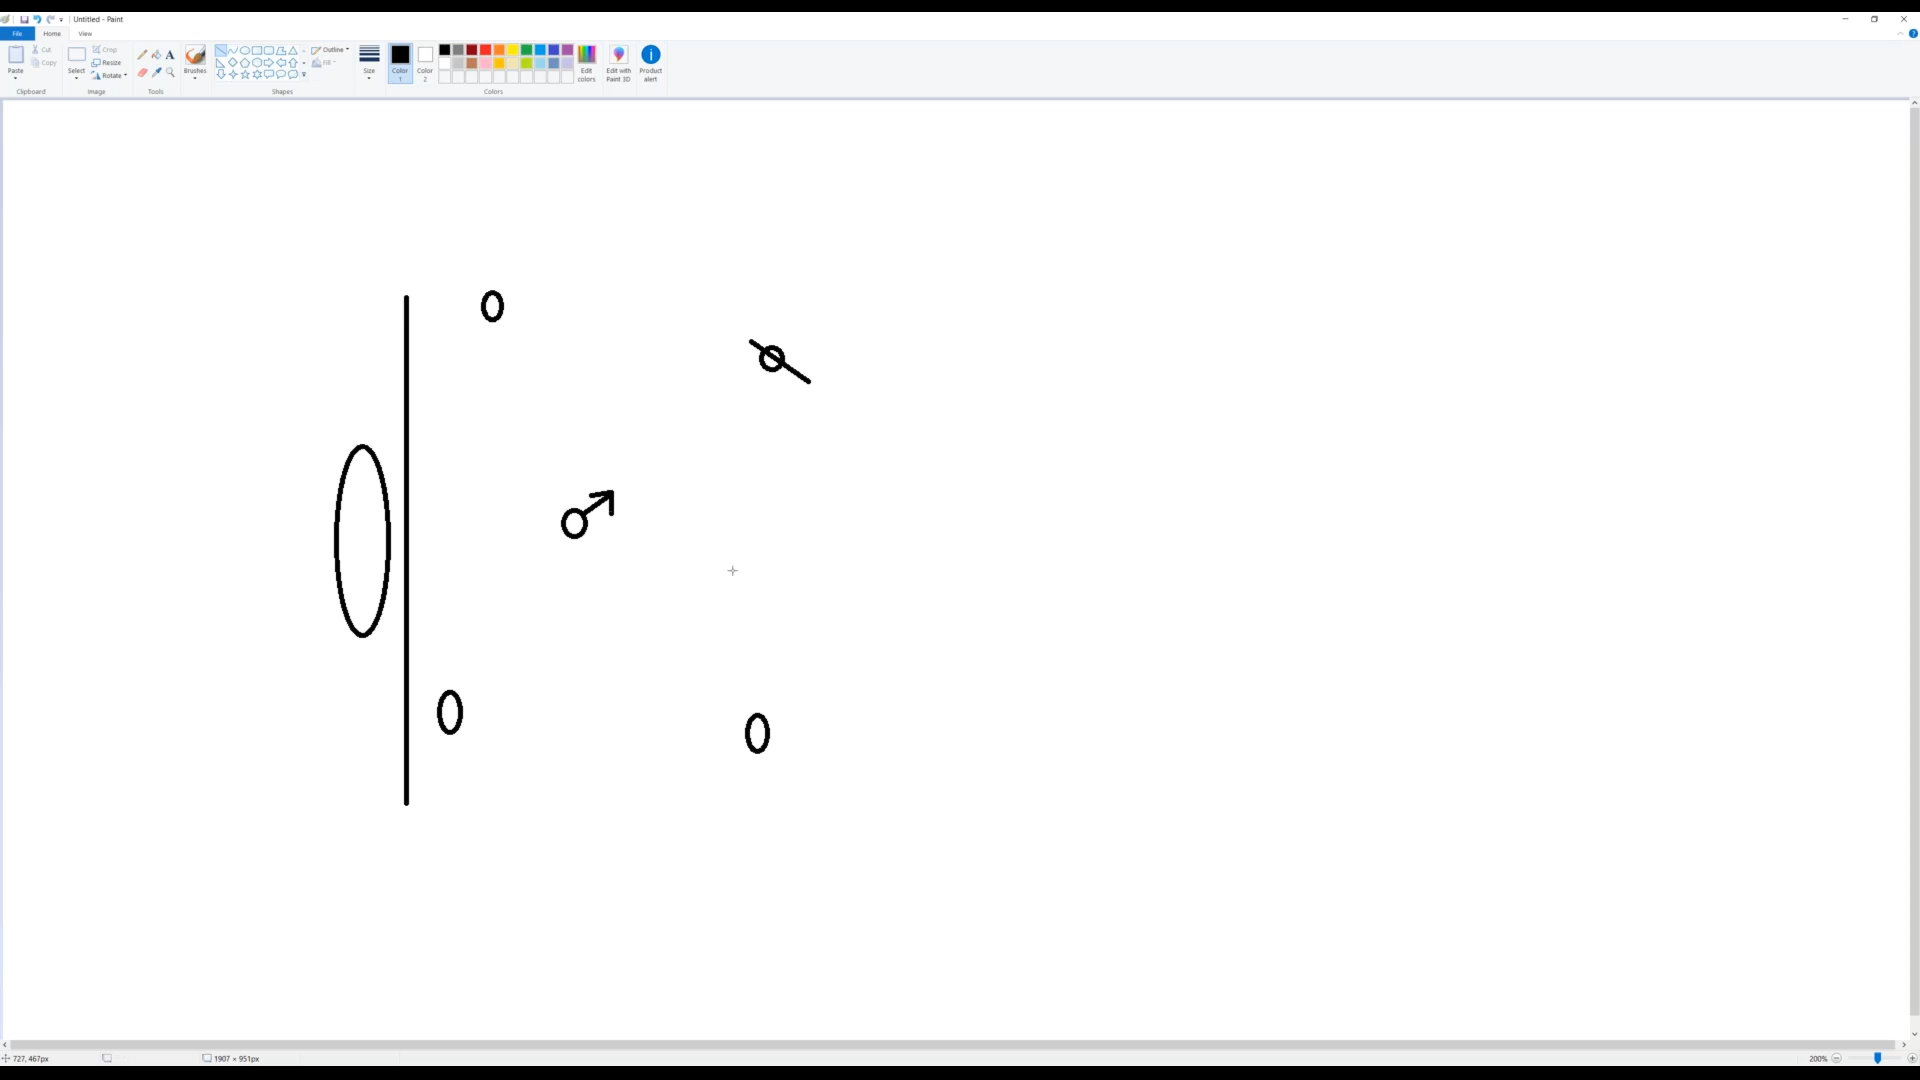 Untitled - Paint
File Home View
Paste Cut Copy Select Crop Resize Rotate A Brushes Outline Fill Size Color 1 Color 2 Edit colors Edit with Paint 3D Product alert
Clipboard Image Tools Shapes Colors
727, 467px 1907 × 951px 200%